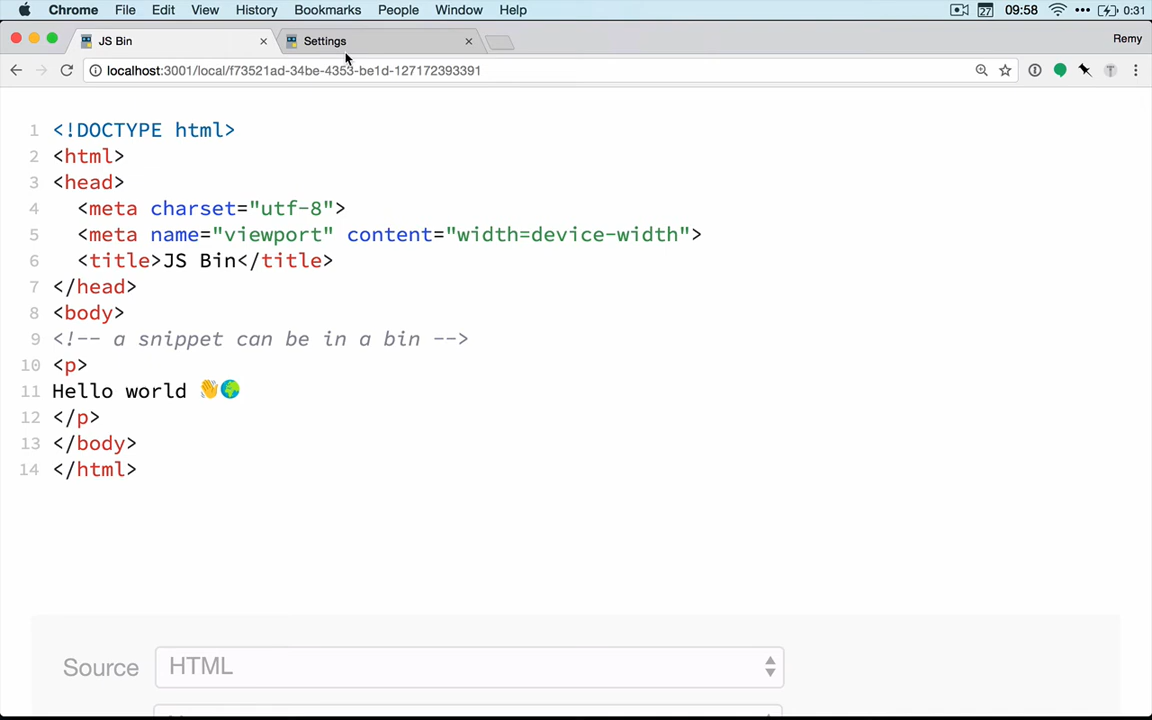 Chrome File Edit View History Bookmarks People Window Help 27 09:58 0:31
JS Bin Settings Remy
localhost:3001/local/f73521ad-34be-4353-be1d-127172393391
1 <!DOCTYPE html>
2 <html>
3 <head>
4 <meta charset="utf-8">
5 <meta name="viewport" content="width=device-width">
6 <title>JS Bin</title>
7 </head>
8 <body>
9 <!-- a snippet can be in a bin -->
10 <p>
11 Hello world 👋🌍
12 </p>
13 </body>
14 </html>
Source HTML